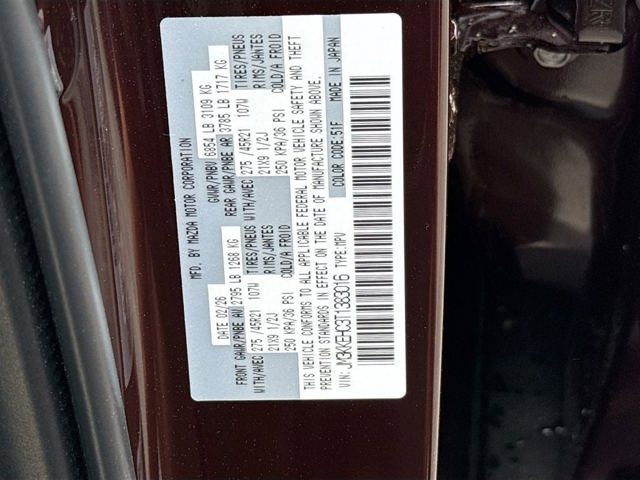 MFD. BY MAZDA MOTOR CORPORATION
DATE 02/26 GVWR/PNBV 6854 LB 3109 KG
FRONT GAWR/PNBE AV 2795 LB 1268 KG REAR GAWR/PNBE AR 3785 LB 1717 KG
WITH/AVEC 275 /45R21 107W TIRES/PNEUS WITH/AVEC 275 /45R21 107W TIRES/PNEUS
21X9 1/2J RIMS/JANTES 21X9 1/2J RIMS/JANTES
250 KPA/36 PSI COLD/A FROID 250 KPA/36 PSI COLD/A FROID
THIS VEHICLE CONFORMS TO ALL APPLICABLE FEDERAL MOTOR VEHICLE SAFETY AND THEFT
PREVENTION STANDARDS IN EFFECT ON THE DATE OF MANUFACTURE SHOWN ABOVE.
VIN: JM3KKEHC3T1383016 TYPE:MPV COLOR CODE:51F MADE IN JAPAN